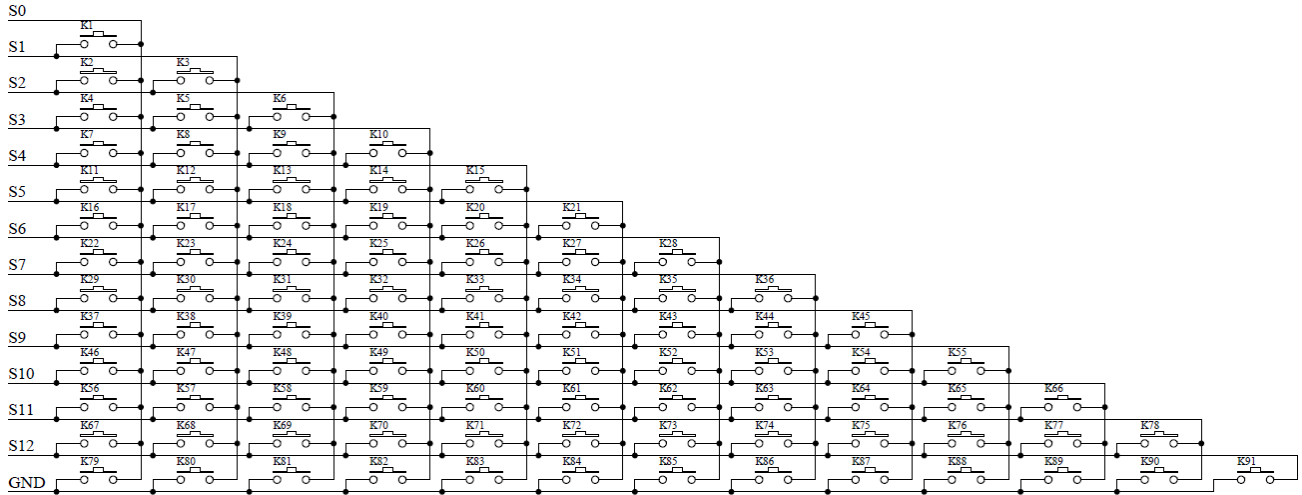 S0
K1
S1
K2 K3
S2
K4 K5 K6
S3
K7 K8 K9 K10
S4
K11 K12 K13 K14 K15
S5
K16 K17 K18 K19 K20 K21
S6
K22 K23 K24 K25 K26 K27 K28
S7
K29 K30 K31 K32 K33 K34 K35 K36
S8
K37 K38 K39 K40 K41 K42 K43 K44 K45
S9
K46 K47 K48 K49 K50 K51 K52 K53 K54 K55
S10
K56 K57 K58 K59 K60 K61 K62 K63 K64 K65 K66
S11
K67 K68 K69 K70 K71 K72 K73 K74 K75 K76 K77 K78
S12
K79 K80 K81 K82 K83 K84 K85 K86 K87 K88 K89 K90 K91
GND